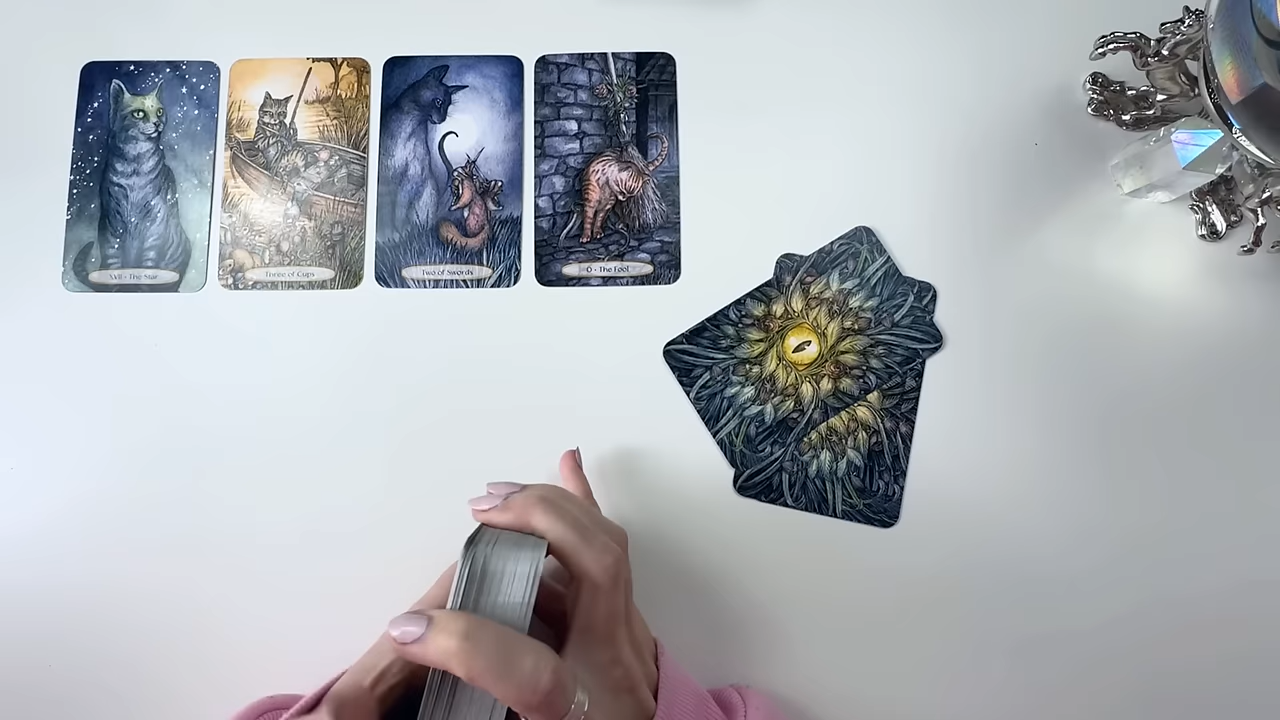 XVII • The Star
Three of Cups
Two of Swords
0 • The Fool